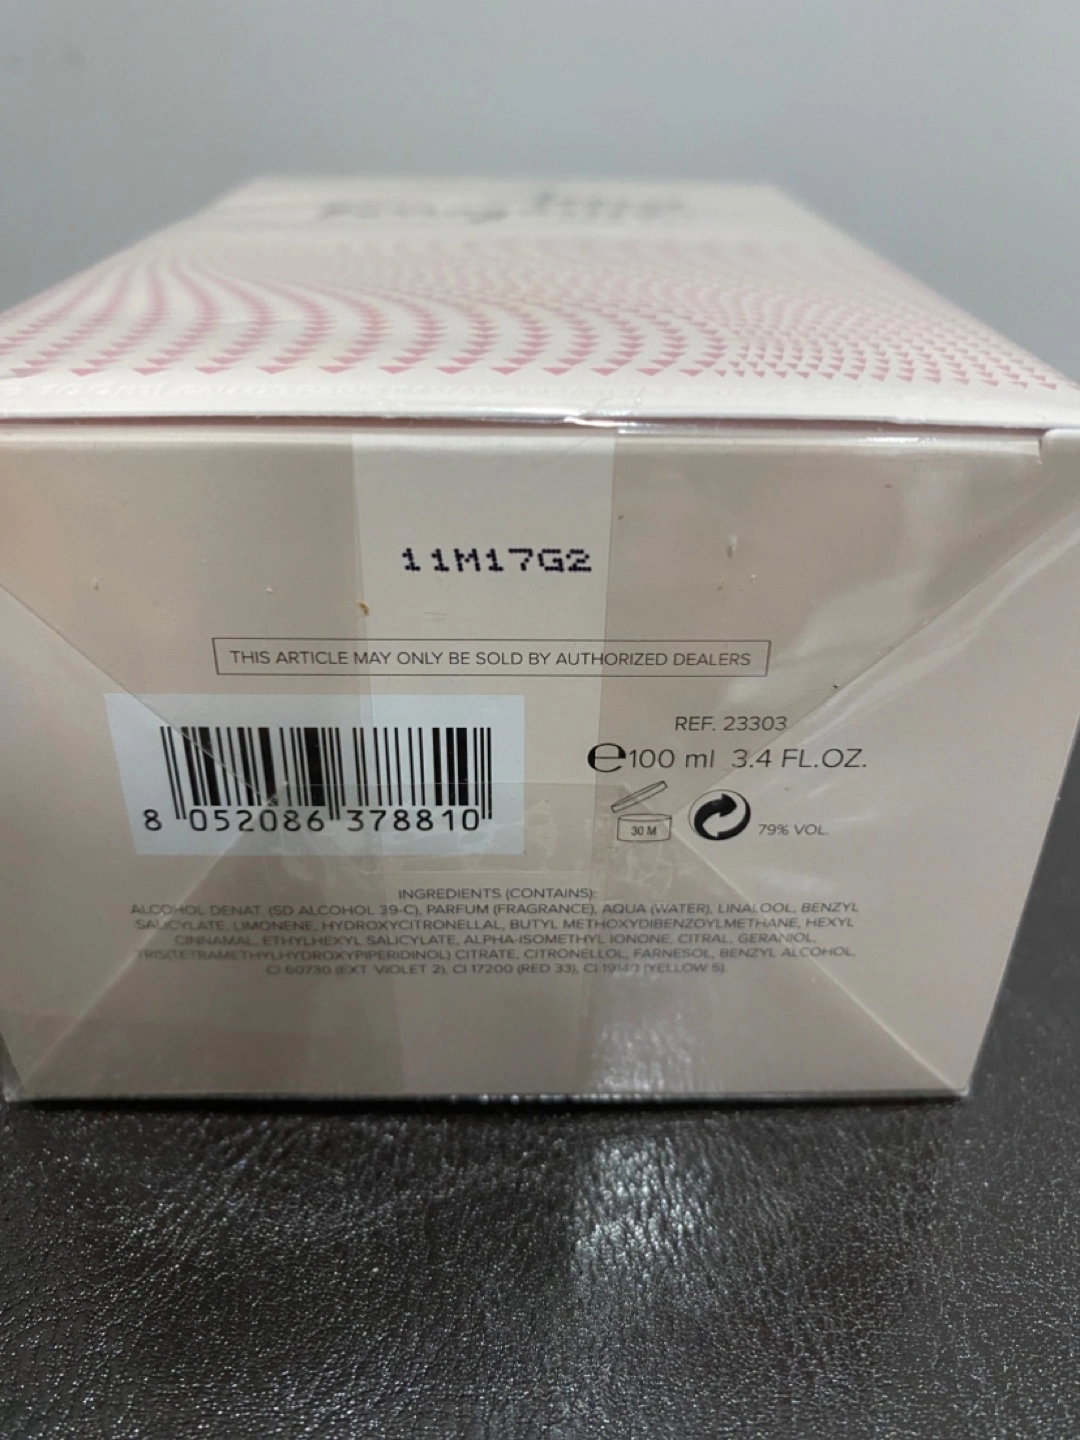 11M17G2
THIS ARTICLE MAY ONLY BE SOLD BY AUTHORIZED DEALERS
REF. 23303
℮100 ml 3.4 FL.OZ.
30 M
79% VOL.
8 052086 378810
INGREDIENTS (CONTAINS):
ALCOHOL DENAT. (SD ALCOHOL 39-C), PARFUM (FRAGRANCE), AQUA (WATER), LINALOOL, BENZYL
SALICYLATE, LIMONENE, HYDROXYCITRONELLAL, BUTYL METHOXYDIBENZOYLMETHANE, HEXYL
CINNAMAL, ETHYLHEXYL SALICYLATE, ALPHA-ISOMETHYL IONONE, CITRAL, GERANIOL,
TRIS(TETRAMETHYLHYDROXYPIPERIDINOL) CITRATE, CITRONELLOL, FARNESOL, BENZYL ALCOHOL.
CI 60730 (EXT. VIOLET 2), CI 17200 (RED 33), CI 19140 (YELLOW 5).